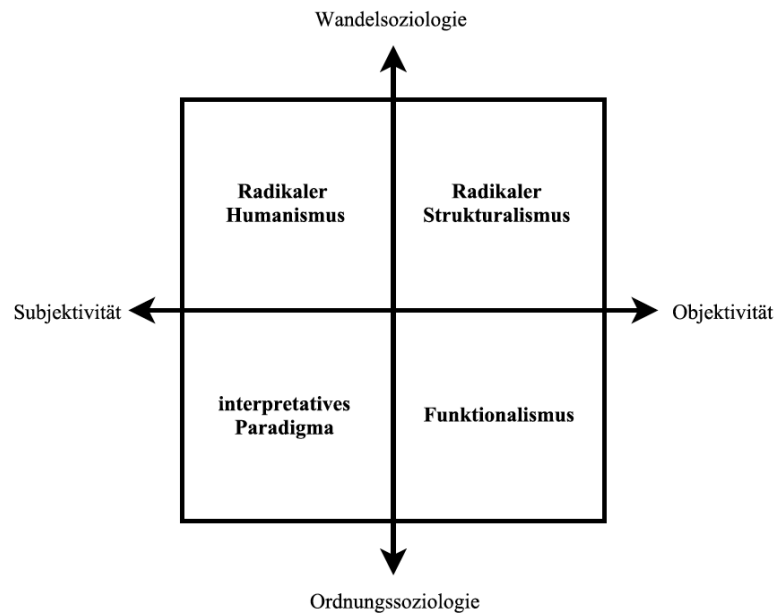 Wandelsoziologie
Radikaler
Humanismus
Radikaler
Strukturalismus
Subjektivität
Objektivität
interpretatives
Paradigma
Funktionalismus
Ordnungssoziologie